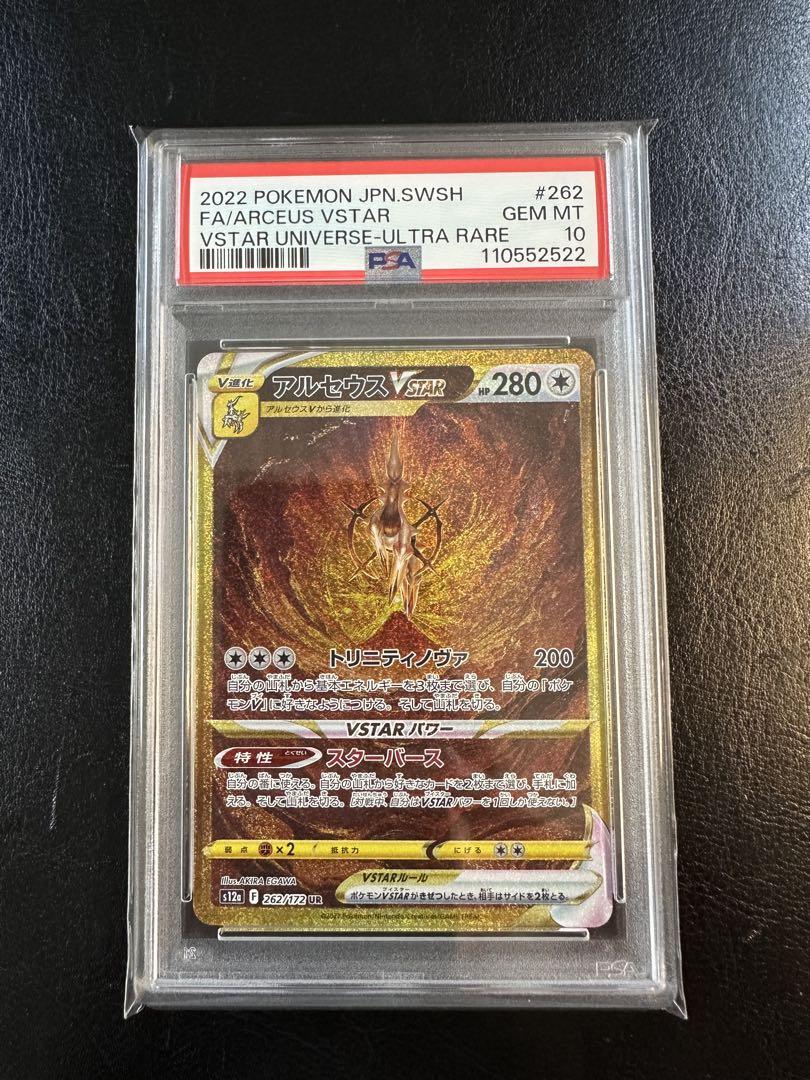 2022 POKEMON JPN.SWSH #262
FA/ARCEUS VSTAR GEM MT
VSTAR UNIVERSE-ULTRA RARE 10
PSA 110552522
V進化 アルセウスVSTAR HP 280
アルセウスVから進化
トリニティノヴァ 200
自分の山札から基本エネルギーを3枚まで選び、自分の「ポケ
モンV」に好きなようにつける。そして山札を切る。
VSTARパワー
特性 とくせい スターバース
自分の番に使える。自分の山札から好きなカードを2枚まで選び、手札に加
える。そして山札を切る。[対戦中、自分はVSTARパワーを1回しか使えない。]
弱点 ×2 抵抗力 にげる
Illus. AKIRA EGAWA
VSTARルール
ポケモンVSTARがきぜつしたとき、相手はサイドを2枚とる。
s12a F 262/172 UR
©2022 Pokémon/Nintendo/Creatures/GAME FREAK.
PSA